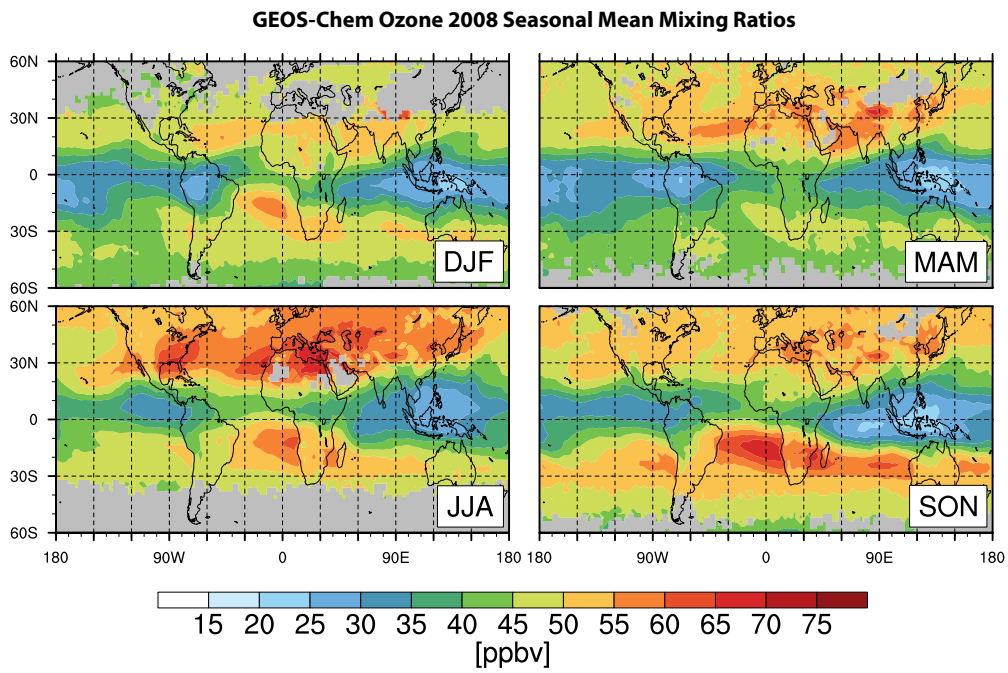 GEOS-Chem Ozone 2008 Seasonal Mean Mixing Ratios
60N
30N
0
30S
60S
DJF
MAM
60N
30N
0
30S
60S
JJA
SON
180 90W 0 90E 180 90W 0 90E 180
15 20 25 30 35 40 45 50 55 60 65 70 75
[ppbv]